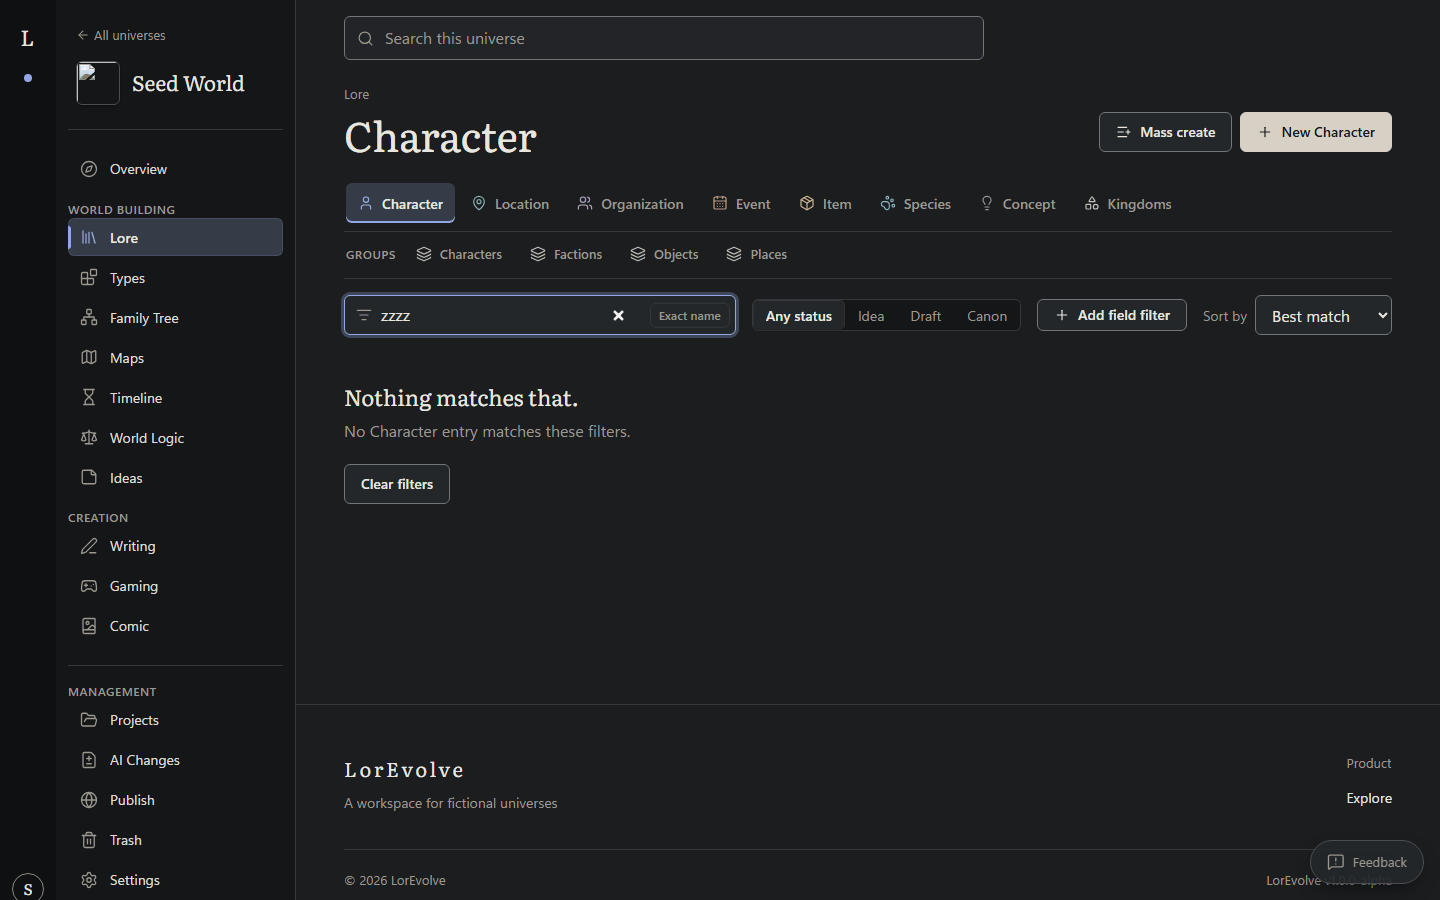 L
All universes
Seed World
Overview
WORLD BUILDING
Lore
Types
Family Tree
Maps
Timeline
World Logic
Ideas
CREATION
Writing
Gaming
Comic
MANAGEMENT
Projects
AI Changes
Publish
Trash
Settings
S
Search this universe
Lore
Character
Mass create
New Character
Character Location Organization Event Item Species Concept Kingdoms
GROUPS Characters Factions Objects Places
zzzz Exact name Any status Idea Draft Canon Add field filter Sort by Best match
Nothing matches that.
No Character entry matches these filters.
Clear filters
LorEvolve
A workspace for fictional universes
Product
Explore
Feedback
© 2026 LorEvolve
LorEvolve v1.0.0-alpha